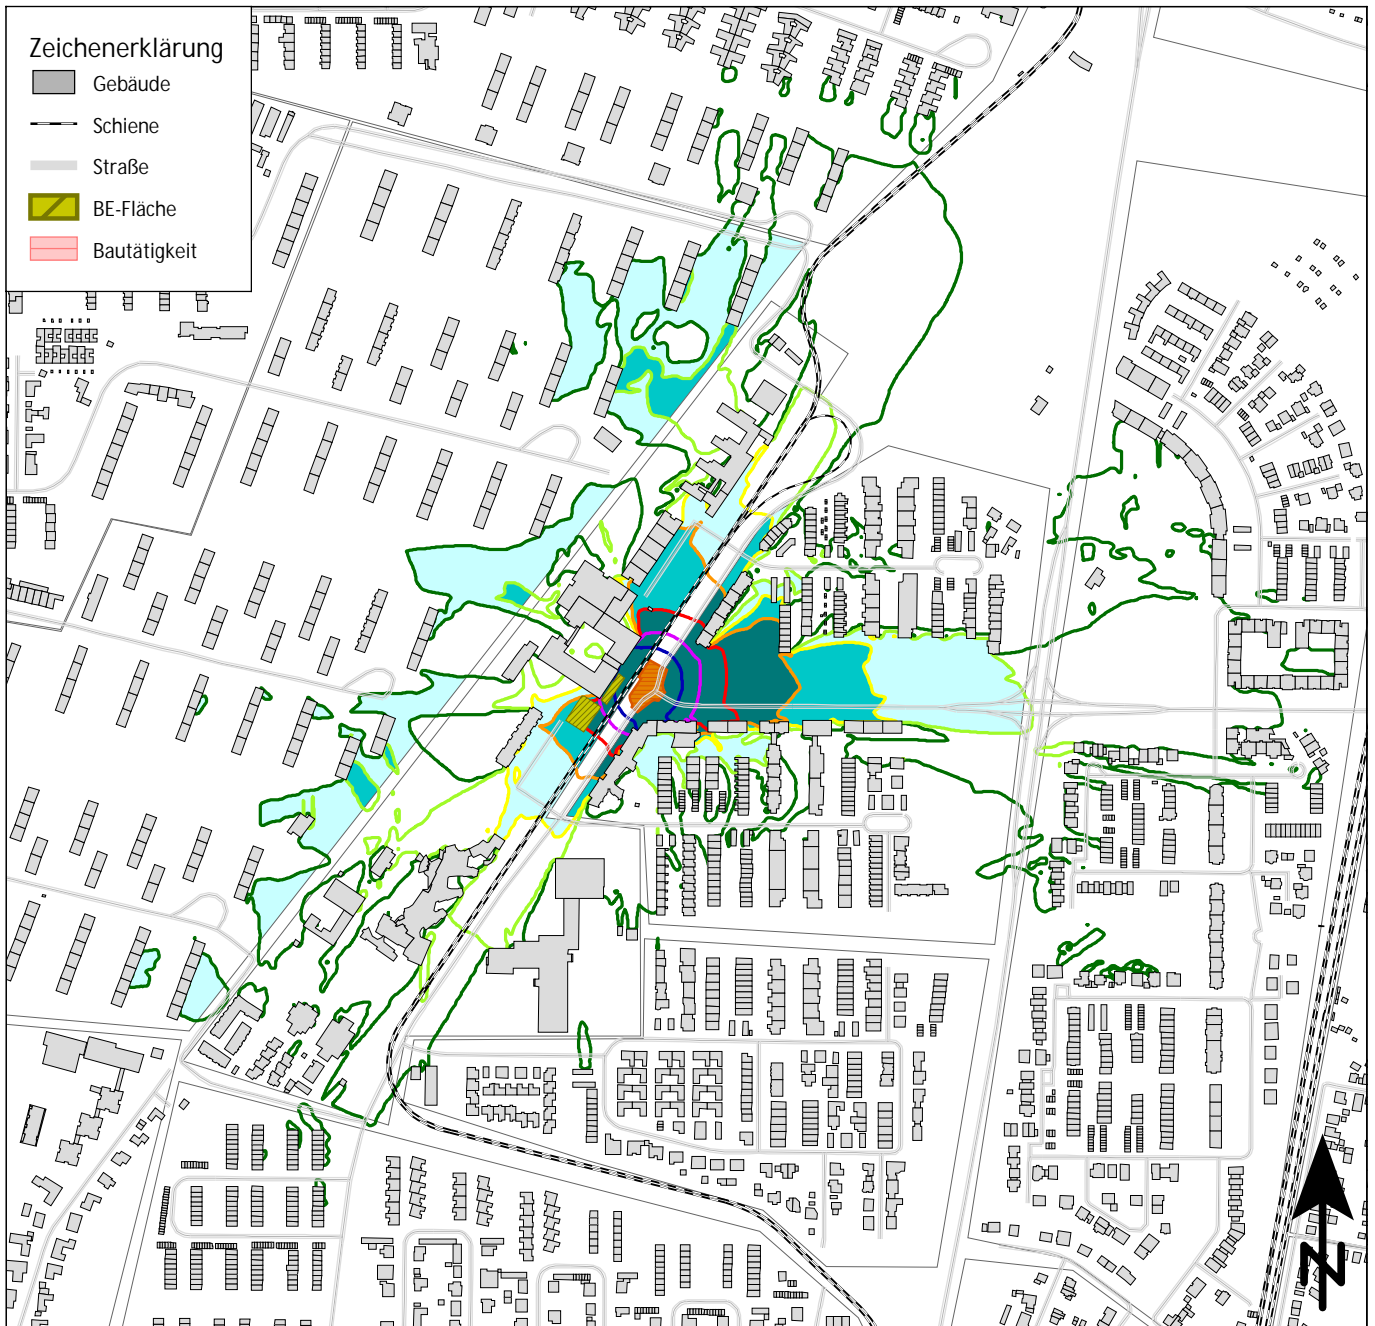 Zeichenerklärung
Gebäude
Schiene
Straße
BE-Fläche
Bautätigkeit
N